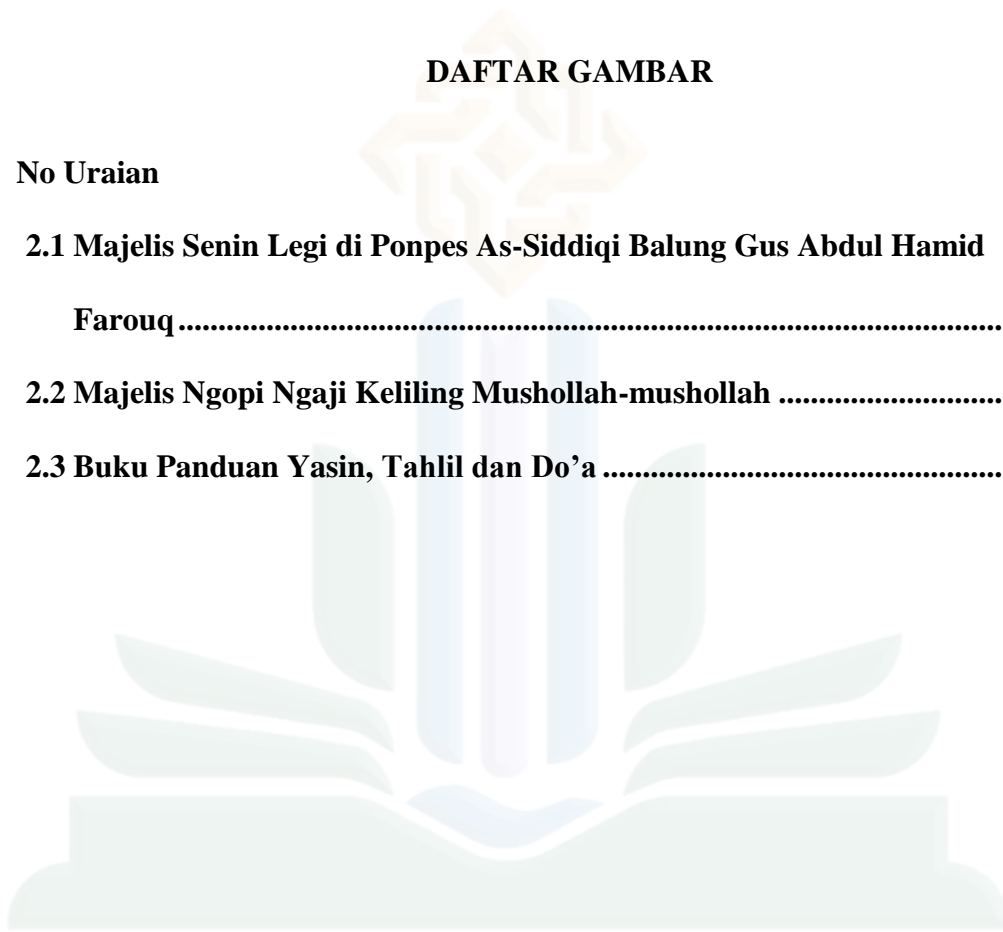 DAFTAR GAMBAR
No Uraian
2.1 Majelis Senin Legi di Ponpes As-Siddiqi Balung Gus Abdul Hamid
Farouq........................................................................................................
2.2 Majelis Ngopi Ngaji Keliling Mushollah-mushollah ............................
2.3 Buku Panduan Yasin, Tahlil dan Do’a ..................................................